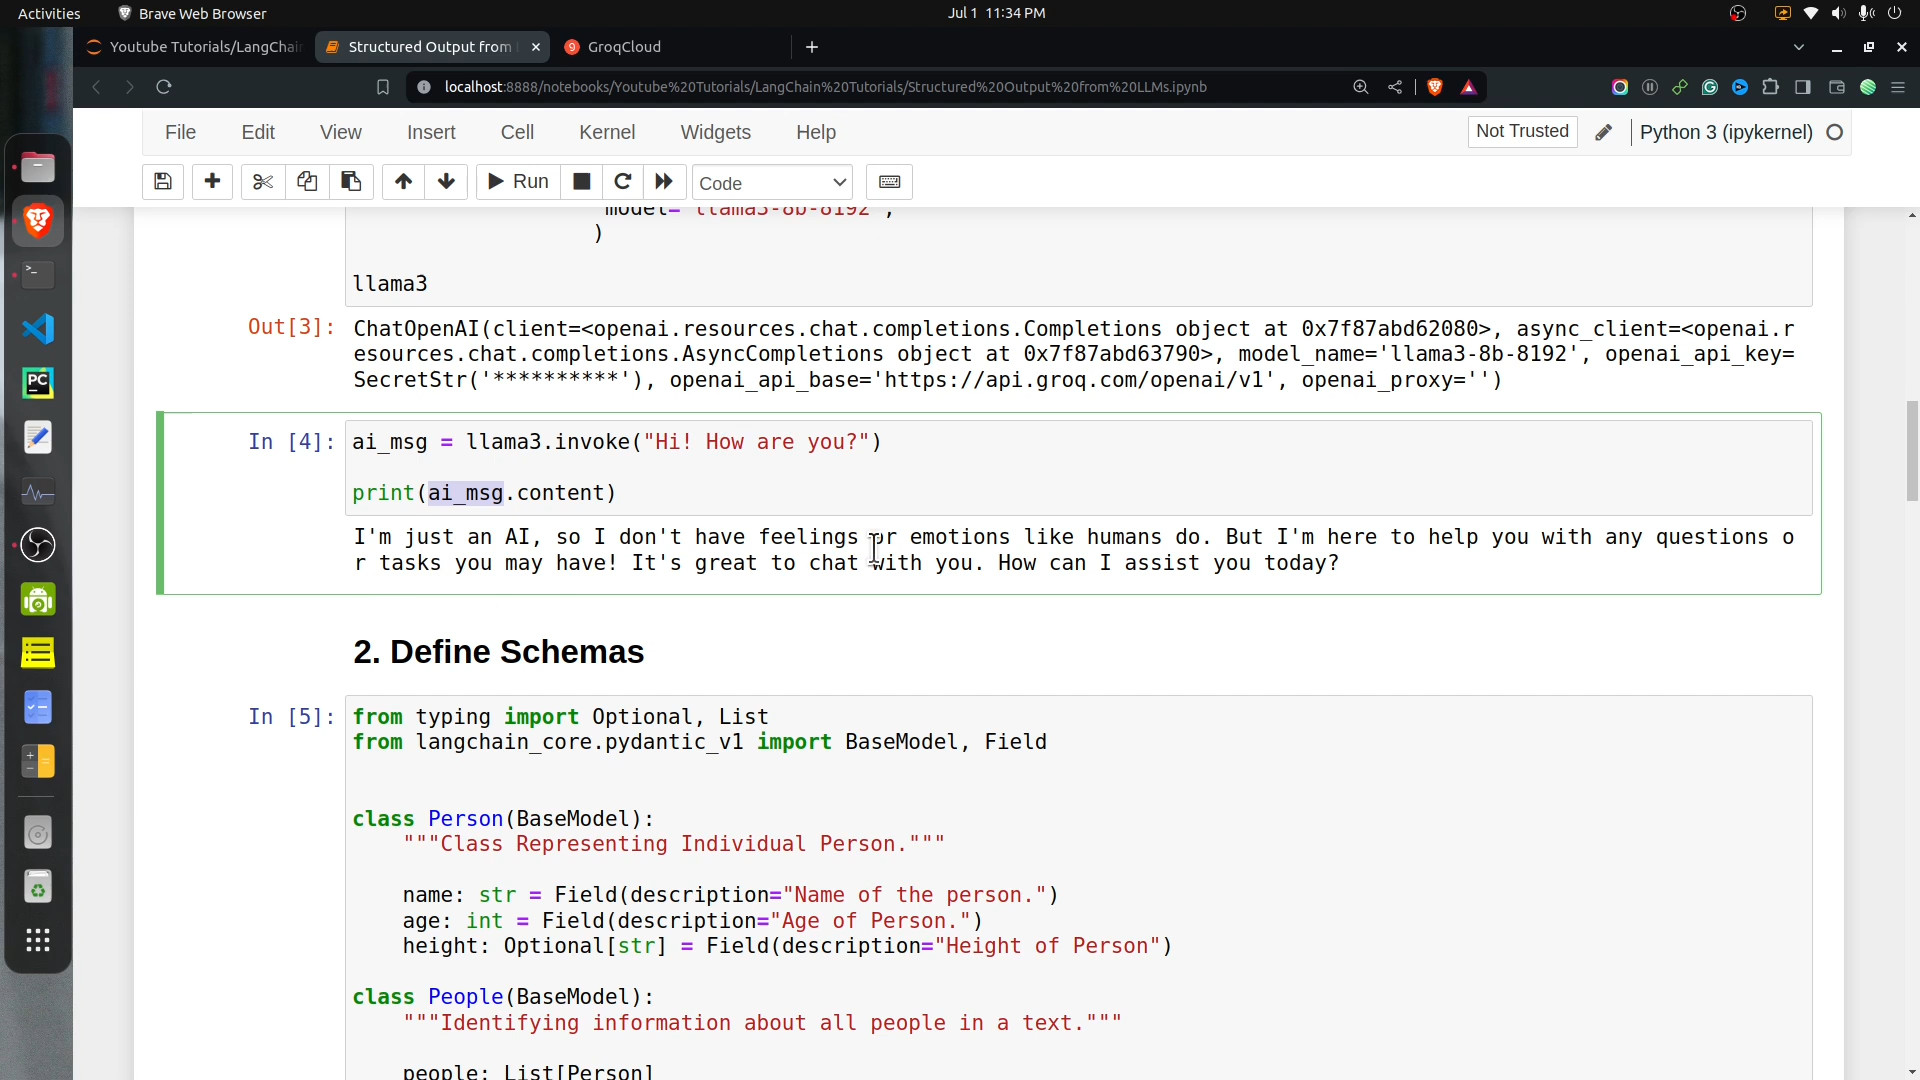 Activities
Brave Web Browser
Jul 1 11:34 PM
Youtube Tutorials/LangChain
Structured Output from
GroqCloud
localhost:8888/notebooks/Youtube%20Tutorials/LangChain%20Tutorials/Structured%20Output%20from%20LLMs.ipynb
File Edit View Insert Cell Kernel Widgets Help
Not Trusted
Python 3 (ipykernel)
Run
Code
model="llama3-8b-8192",
)
llama3
Out[3]: ChatOpenAI(client=<openai.resources.chat.completions.Completions object at 0x7f87abd62080>, async_client=<openai.r
esources.chat.completions.AsyncCompletions object at 0x7f87abd63790>, model_name='llama3-8b-8192', openai_api_key=
SecretStr('**********'), openai_api_base='https://api.groq.com/openai/v1', openai_proxy='')
In [4]: ai_msg = llama3.invoke("Hi! How are you?")
print(ai_msg.content)
I'm just an AI, so I don't have feelings or emotions like humans do. But I'm here to help you with any questions o
r tasks you may have! It's great to chat with you. How can I assist you today?
2. Define Schemas
In [5]: from typing import Optional, List
from langchain_core.pydantic_v1 import BaseModel, Field
class Person(BaseModel):
"""Class Representing Individual Person."""
name: str = Field(description="Name of the person.")
age: int = Field(description="Age of Person.")
height: Optional[str] = Field(description="Height of Person")
class People(BaseModel):
"""Identifying information about all people in a text."""
people: List[Person]